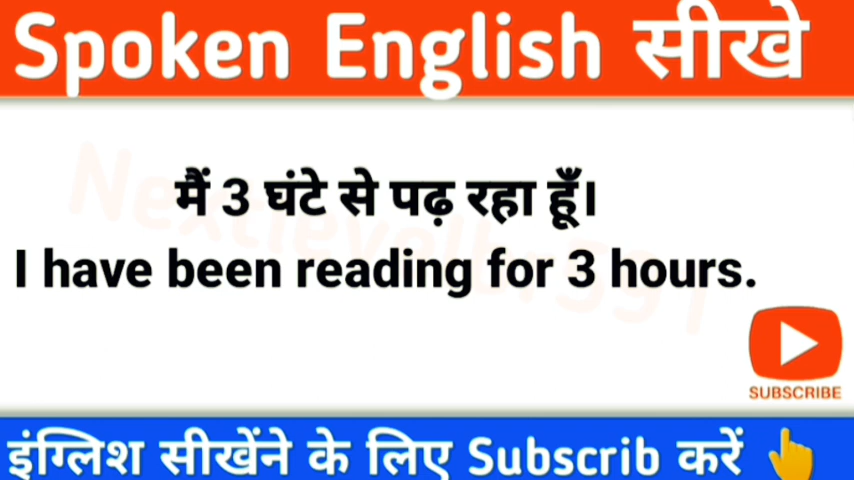 Spoken English सीखे
मैं 3 घंटे से पढ़ रहा हूँ।
I have been reading for 3 hours.
SUBSCRIBE
इंग्लिश सीखेंने के लिए Subscrib करें